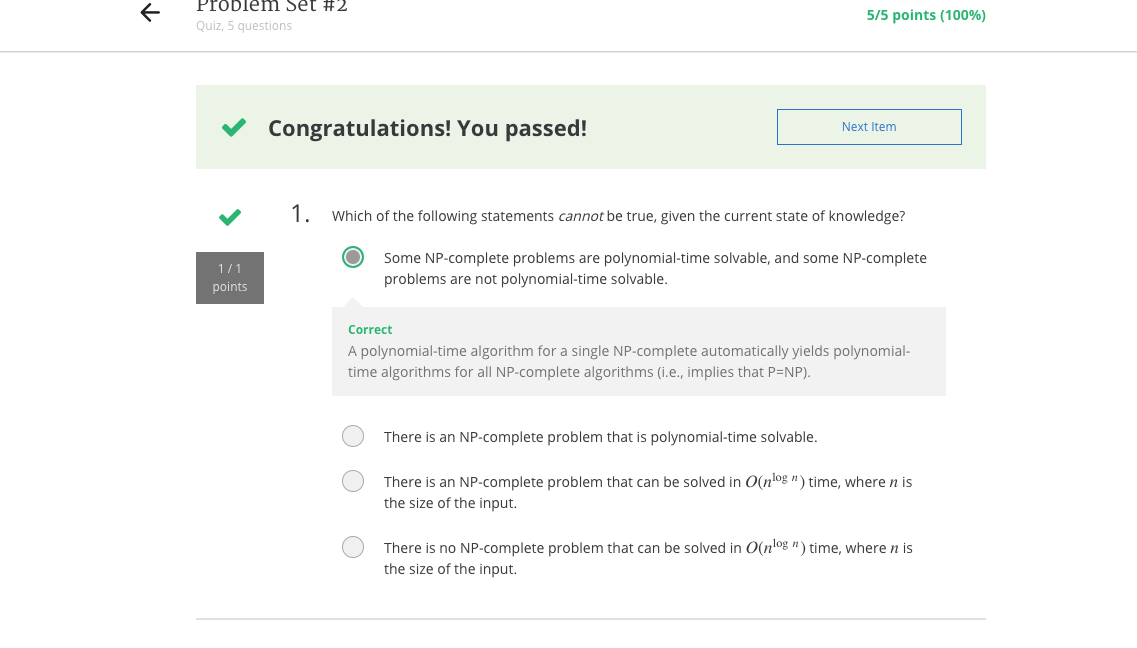 Problem Set #2
5/5 points (100%)
Quiz, 5 questions
Congratulations! You passed!
Next Item
1.
Which of the following statements cannot be true, given the current state of knowledge?
1 / 1
points
Some NP-complete problems are polynomial-time solvable, and some NP-complete
problems are not polynomial-time solvable.
Correct
A polynomial-time algorithm for a single NP-complete automatically yields polynomial-
time algorithms for all NP-complete algorithms (i.e., implies that P=NP).
There is an NP-complete problem that is polynomial-time solvable.
There is an NP-complete problem that can be solved in O(n^{log n}) time, where n is
the size of the input.
There is no NP-complete problem that can be solved in O(n^{log n}) time, where n is
the size of the input.